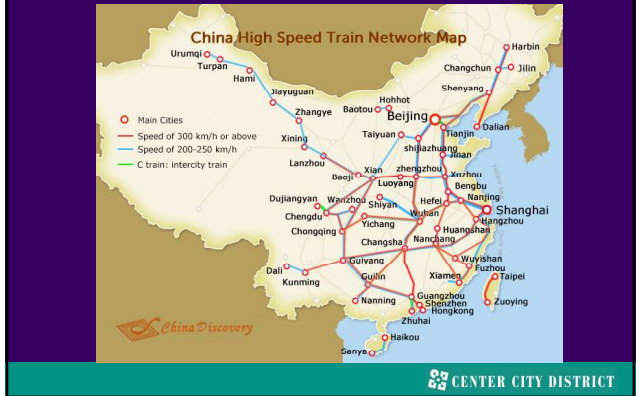 China High Speed Train Network Map
Harbin
Urumqi
Turpan
Changchun
Jilin
Hami
Shenyang
Jiayuguan
Hohhot
Baotou
Zhangye
Beijing
Main Cities
Dalian
Taiyuan
Tianjin
Speed of 300 km/h or above
Xining
shijiazhuang
Speed of 200-250 km/h
Jinan
Lanzhou
C train: intercity train
Xian
zhengzhou
Baoji
Xuzhou
Luoyang
Bengbu
Dujiangyan
Wanzhou
Shiyan
Hefei
Nanjing
Shanghai
Chengdu
Wuhan
Hangzhou
Yichang
Chongqing
Huangshan
Changsha
Nanchang
Wuyishan
Guiyang
Fuzhou
Dali
Guilin
Xiamen
Taipei
Kunming
Nanning
Guangzhou
Shenzhen
Zuoying
Hongkong
Zhuhai
China Discovery
Haikou
Sanya
CENTER CITY DISTRICT